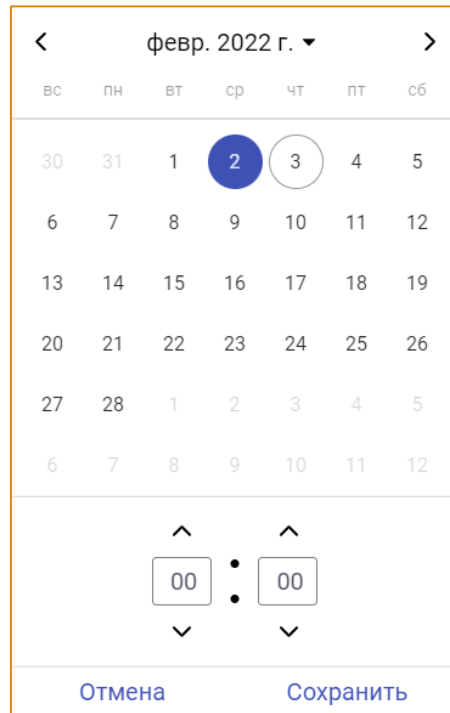 февр. 2022 г.
вс пн вт ср чт пт сб
30 31 1 2 3 4 5
6 7 8 9 10 11 12
13 14 15 16 17 18 19
20 21 22 23 24 25 26
27 28 1 2 3 4 5
6 7 8 9 10 11 12
00 : 00
Отмена Сохранить